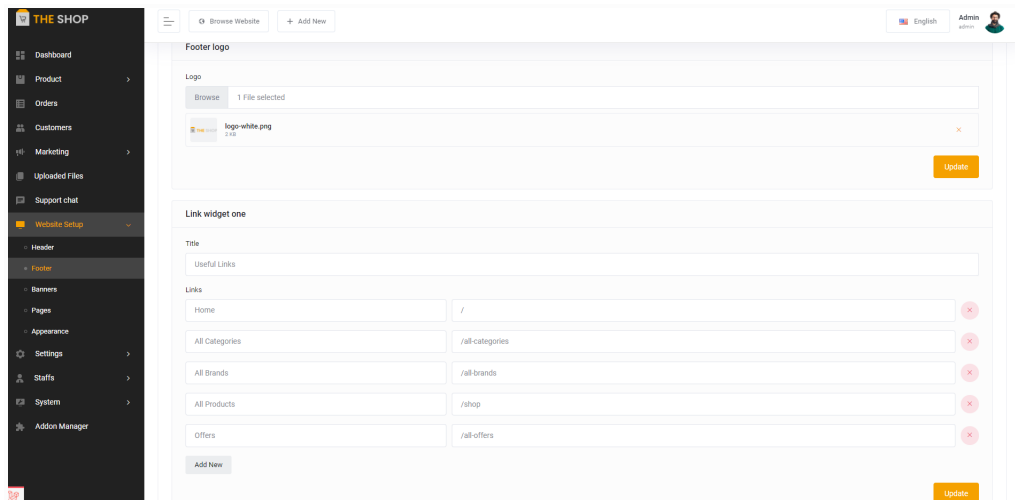 THE SHOP
Browse Website
+ Add New
English
Admin
admin
Dashboard
Product
Orders
Customers
Marketing
Uploaded Files
Support chat
Website Setup
Header
Footer
Banners
Pages
Appearance
Settings
Staffs
System
Addon Manager
Footer logo
Logo
Browse 1 File selected
logo-white.png
2 KB
Update
Link widget one
Title
Useful Links
Links
Home /
All Categories /all-categories
All Brands /all-brands
All Products /shop
Offers /all-offers
Add New
Update